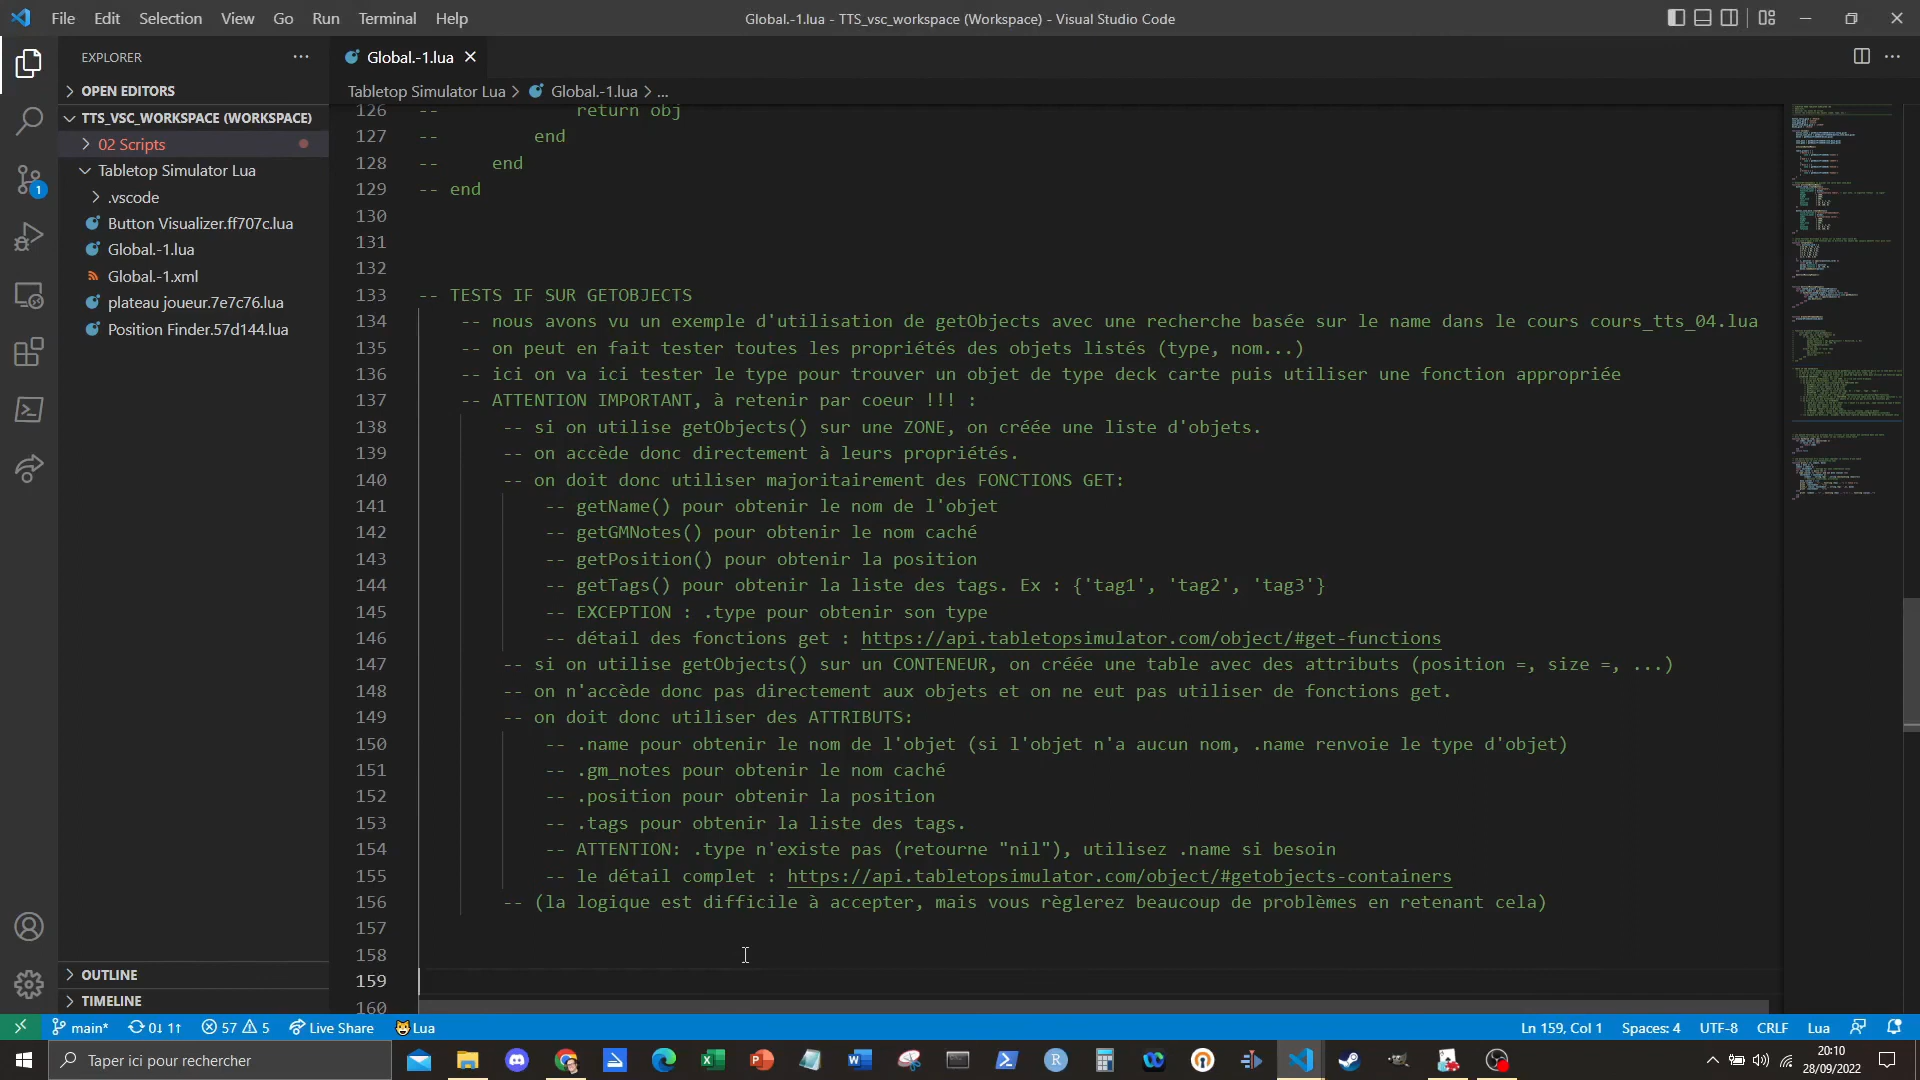 File Edit Selection View Go Run Terminal Help
Global.-1.lua - TTS_vsc_workspace (Workspace) - Visual Studio Code
EXPLORER
OPEN EDITORS
TTS_VSC_WORKSPACE (WORKSPACE)
02 Scripts
Tabletop Simulator Lua
.vscode
Button Visualizer.ff707c.lua
Global.-1.lua
Global.-1.xml
plateau joueur.7e7c76.lua
Position Finder.57d144.lua
OUTLINE
TIMELINE
1
Global.-1.lua
Tabletop Simulator Lua > Global.-1.lua > ...
126 -- return obj
127 -- end
128 -- end
129 -- end
130
131
132
133 -- TESTS IF SUR GETOBJECTS
134 -- nous avons vu un exemple d'utilisation de getObjects avec une recherche basée sur le name dans le cours cours_tts_04.lua
135 -- on peut en fait tester toutes les propriétés des objets listés (type, nom...)
136 -- ici on va ici tester le type pour trouver un objet de type deck carte puis utiliser une fonction appropriée
137 -- ATTENTION IMPORTANT, à retenir par coeur !!! :
138 -- si on utilise getObjects() sur une ZONE, on créée une liste d'objets.
139 -- on accède donc directement à leurs propriétés.
140 -- on doit donc utiliser majoritairement des FONCTIONS GET:
141 -- getName() pour obtenir le nom de l'objet
142 -- getGMNotes() pour obtenir le nom caché
143 -- getPosition() pour obtenir la position
144 -- getTags() pour obtenir la liste des tags. Ex : {'tag1', 'tag2', 'tag3'}
145 -- EXCEPTION : .type pour obtenir son type
146 -- détail des fonctions get : https://api.tabletopsimulator.com/object/#get-functions
147 -- si on utilise getObjects() sur un CONTENEUR, on créée une table avec des attributs (position =, size =, ...)
148 -- on n'accède donc pas directement aux objets et on ne eut pas utiliser de fonctions get.
149 -- on doit donc utiliser des ATTRIBUTS:
150 -- .name pour obtenir le nom de l'objet (si l'objet n'a aucun nom, .name renvoie le type d'objet)
151 -- .gm_notes pour obtenir le nom caché
152 -- .position pour obtenir la position
153 -- .tags pour obtenir la liste des tags.
154 -- ATTENTION: .type n'existe pas (retourne "nil"), utilisez .name si besoin
155 -- le détail complet : https://api.tabletopsimulator.com/object/#getobjects-containers
156 -- (la logique est difficile à accepter, mais vous règlerez beaucoup de problèmes en retenant cela)
157
158
159
160
main* 0↓ 1↑ 57 5 Live Share Lua
Ln 159, Col 1 Spaces: 4 UTF-8 CRLF Lua
Taper ici pour rechercher
20:10
28/09/2022